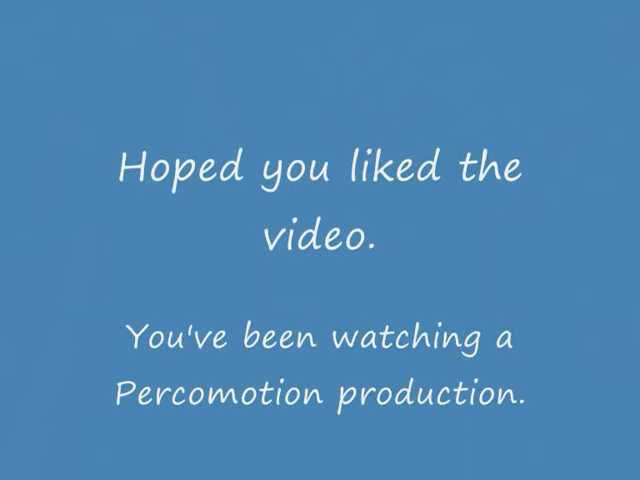 Hoped you liked the
video.
You've been watching a
Percomotion production.